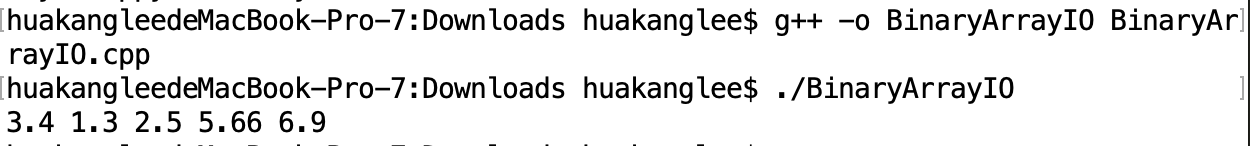 [huakangleedeMacBook-Pro-7:Downloads huakanglee$ g++ -o BinaryArrayIO BinaryAr]
rayIO.cpp
[huakangleedeMacBook-Pro-7:Downloads huakanglee$ ./BinaryArrayIO ]
3.4 1.3 2.5 5.66 6.9